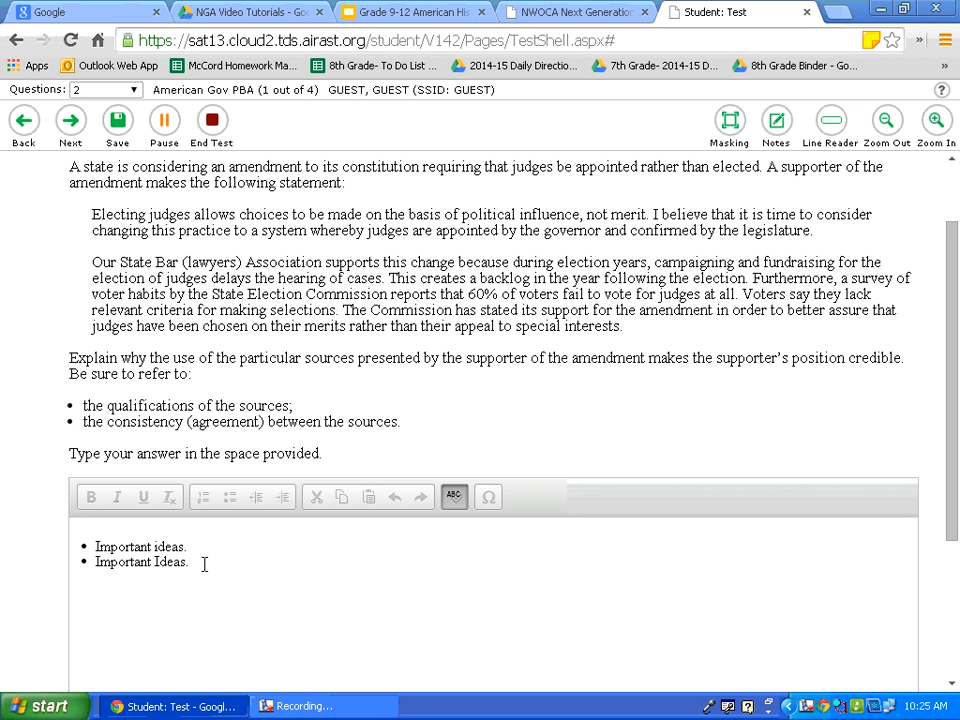 Google
NGA Video Tutorials - Go
Grade 9-12 American His
NWOCA Next Generation
Student: Test
https://sat13.cloud2.tds.airast.org/student/V142/Pages/TestShell.aspx#
Apps
Outlook Web App
McCord Homework Ma...
8th Grade- To Do List ...
2014-15 Daily Directio...
7th Grade- 2014-15 D...
8th Grade Binder - Go...
Questions: 2
American Gov PBA (1 out of 4)
GUEST, GUEST (SSID: GUEST)
Back
Next
Save
Pause
End Test
Masking
Notes
Line Reader
Zoom Out
Zoom In
A state is considering an amendment to its constitution requiring that judges be appointed rather than elected. A supporter of the
amendment makes the following statement:
Electing judges allows choices to be made on the basis of political influence, not merit. I believe that it is time to consider
changing this practice to a system whereby judges are appointed by the governor and confirmed by the legislature.
Our State Bar (lawyers) Association supports this change because during election years, campaigning and fundraising for the
election of judges delays the hearing of cases. This creates a backlog in the year following the election. Furthermore, a survey of
voter habits by the State Election Commission reports that 60% of voters fail to vote for judges at all. Voters say they lack
relevant criteria for making selections. The Commission has stated its support for the amendment in order to better assure that
judges have been chosen on their merits rather than their appeal to special interests.
Explain why the use of the particular sources presented by the supporter of the amendment makes the supporter's position credible.
Be sure to refer to:
• the qualifications of the sources;
• the consistency (agreement) between the sources.
Type your answer in the space provided.
B I U Tx
ABC
Ω
• Important ideas.
• Important Ideas.
start
Student: Test - Googl...
Recording...
10:25 AM